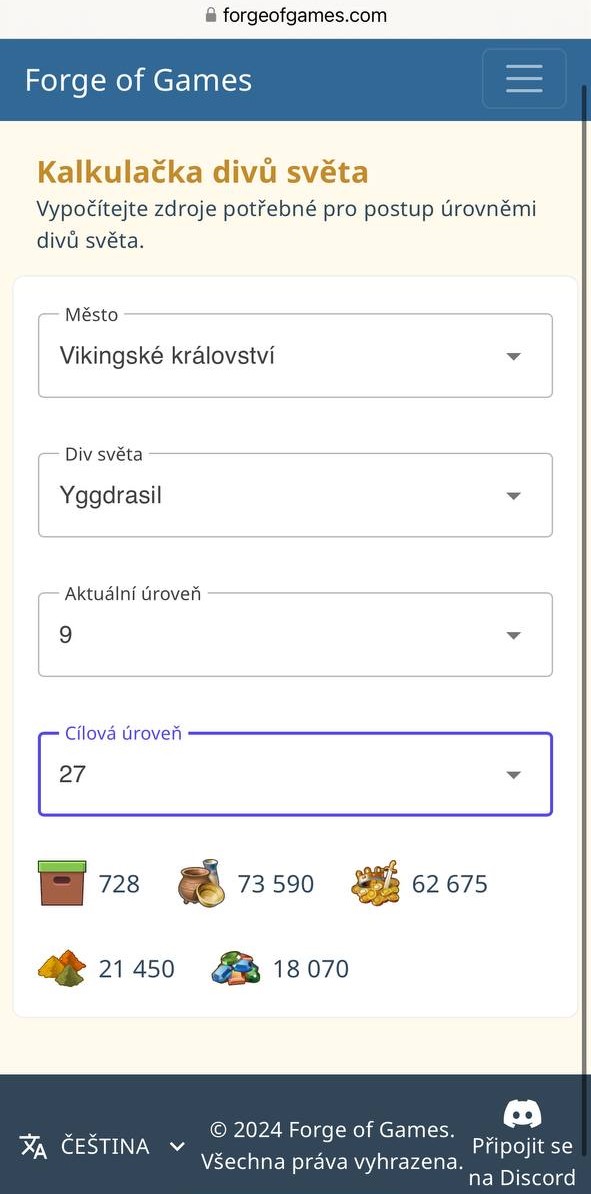 forgeofgames.com
Forge of Games
Kalkulačka divů světa
Vypočítejte zdroje potřebné pro postup úrovněmi
divů světa.
Město
Vikingské království
Div světa
Yggdrasil
Aktuální úroveň
9
Cílová úroveň
27
728 73 590 62 675
21 450 18 070
ČEŠTINA
© 2024 Forge of Games.
Všechna práva vyhrazena.
Připojit se
na Discord